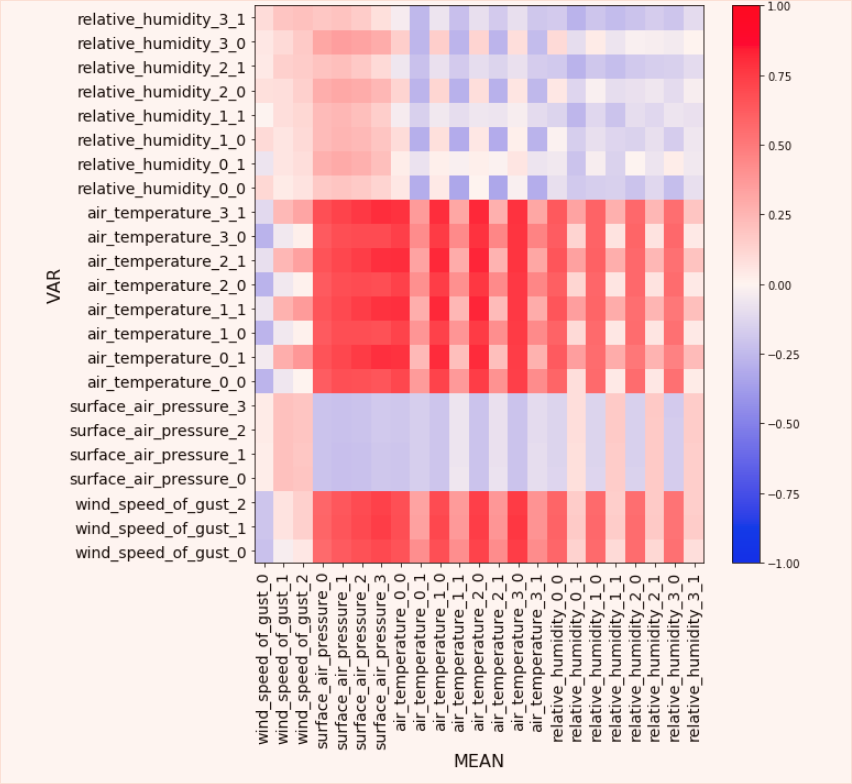 relative_humidity_3_1
relative_humidity_3_0
relative_humidity_2_1
relative_humidity_2_0
relative_humidity_1_1
relative_humidity_1_0
relative_humidity_0_1
relative_humidity_0_0
air_temperature_3_1
air_temperature_3_0
air_temperature_2_1
air_temperature_2_0
air_temperature_1_1
air_temperature_1_0
air_temperature_0_1
air_temperature_0_0
surface_air_pressure_3
surface_air_pressure_2
surface_air_pressure_1
surface_air_pressure_0
wind_speed_of_gust_2
wind_speed_of_gust_1
wind_speed_of_gust_0
VAR
wind_speed_of_gust_0
wind_speed_of_gust_1
wind_speed_of_gust_2
surface_air_pressure_0
surface_air_pressure_1
surface_air_pressure_2
surface_air_pressure_3
air_temperature_0_0
air_temperature_0_1
air_temperature_1_0
air_temperature_1_1
air_temperature_2_0
air_temperature_2_1
air_temperature_3_0
air_temperature_3_1
relative_humidity_0_0
relative_humidity_0_1
relative_humidity_1_0
relative_humidity_1_1
relative_humidity_2_0
relative_humidity_2_1
relative_humidity_3_0
relative_humidity_3_1
MEAN
1.00
0.75
0.50
0.25
0.00
−0.25
−0.50
−0.75
−1.00